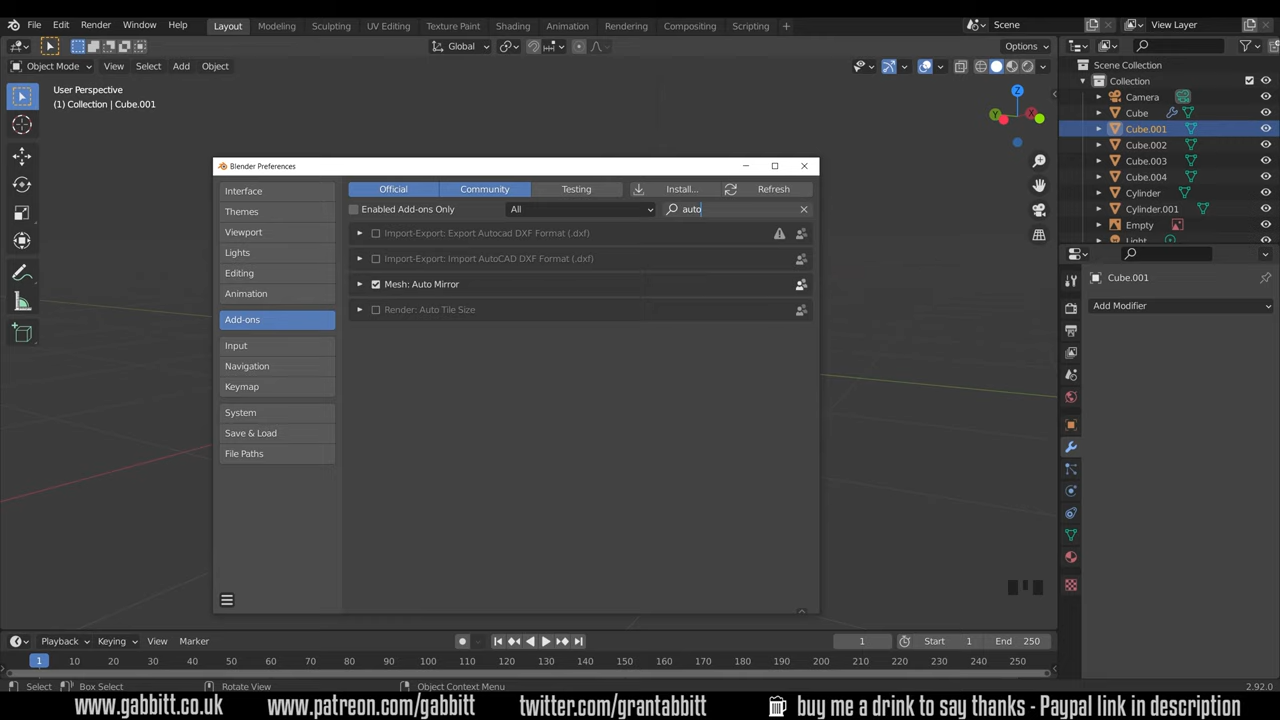 File Edit Render Window Help Layout Modeling Sculpting UV Editing Texture Paint Shading Animation Rendering Compositing Scripting + Scene View Layer
Global Options
Object Mode View Select Add Object
User Perspective
(1) Collection | Cube.001
Z
Y
X
Scene Collection
Collection
Camera
Cube
Cube.001
Cube.002
Cube.003
Cube.004
Cylinder
Cylinder.001
Empty
Light
Cube.001
Add Modifier
Blender Preferences
Interface
Themes
Viewport
Lights
Editing
Animation
Add-ons
Input
Navigation
Keymap
System
Save & Load
File Paths
Official Community Testing Install... Refresh
Enabled Add-ons Only All auto
Import-Export: Export Autocad DXF Format (.dxf)
Import-Export: Import AutoCAD DXF Format (.dxf)
Mesh: Auto Mirror
Render: Auto Tile Size
Playback Keying View Marker 1 Start 1 End 250
1 10 20 30 40 50 60 70 80 90 100 110 120 130 140 150 160 170 180 190 200 210 220 230 240 250
Select Box Select Rotate View Object Context Menu 2.92.0
www.gabbitt.co.uk www.patreon.com/gabbitt twitter.com/grantabbitt buy me a drink to say thanks - Paypal link in description